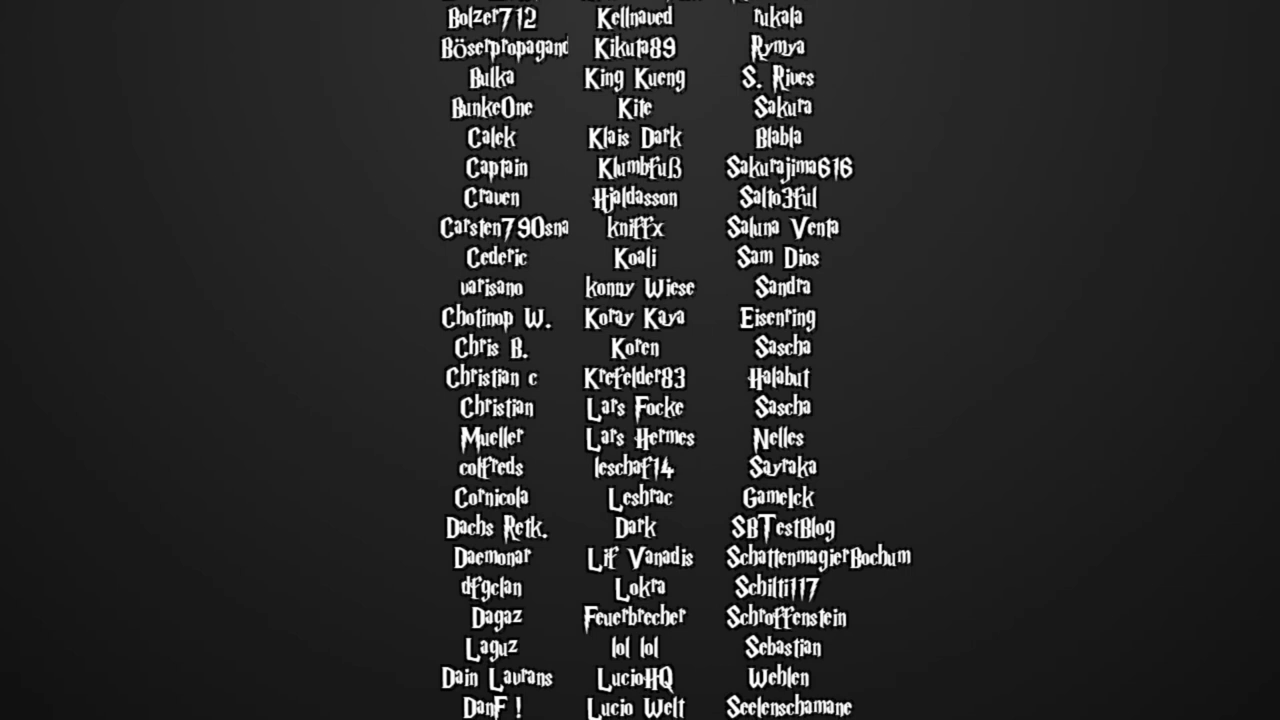 Bolzer712 Kellnaved rukala
Böserpropagand Kikuta89 Rymya
Bulka King Kueng S. Rives
BunkeOne Kite Sakura
Calek Klais Dark Blabla
Captain Klumbfuß Sakurajima616
Craven Hjaldasson Salto3ful
Carsten790sna kniffx Saluna Venta
Cederic Koali Sam Dios
varisano konny Wiese Sandra
Chotinop W. Koray Kaya Eisenring
Chris B. Koren Sascha
Christian c Krefelder83 Halabut
Christian Lars Focke Sascha
Mueller Lars Hermes Nelles
colfreds leschaf14 Sayraka
Cornicola Leshrac GameIck
Dachs Retk. Dark SBTestBlog
Daemonar Lif Vanadis SchattenmagierBochum
dfgclan Lokra Schilti117
Dagaz Feuerbrecher Schroffenstein
Laguz lol lol Sebastian
Dain Laurans LucioHQ Wehlen
DanF ! Lucio Welt Seelenschamane